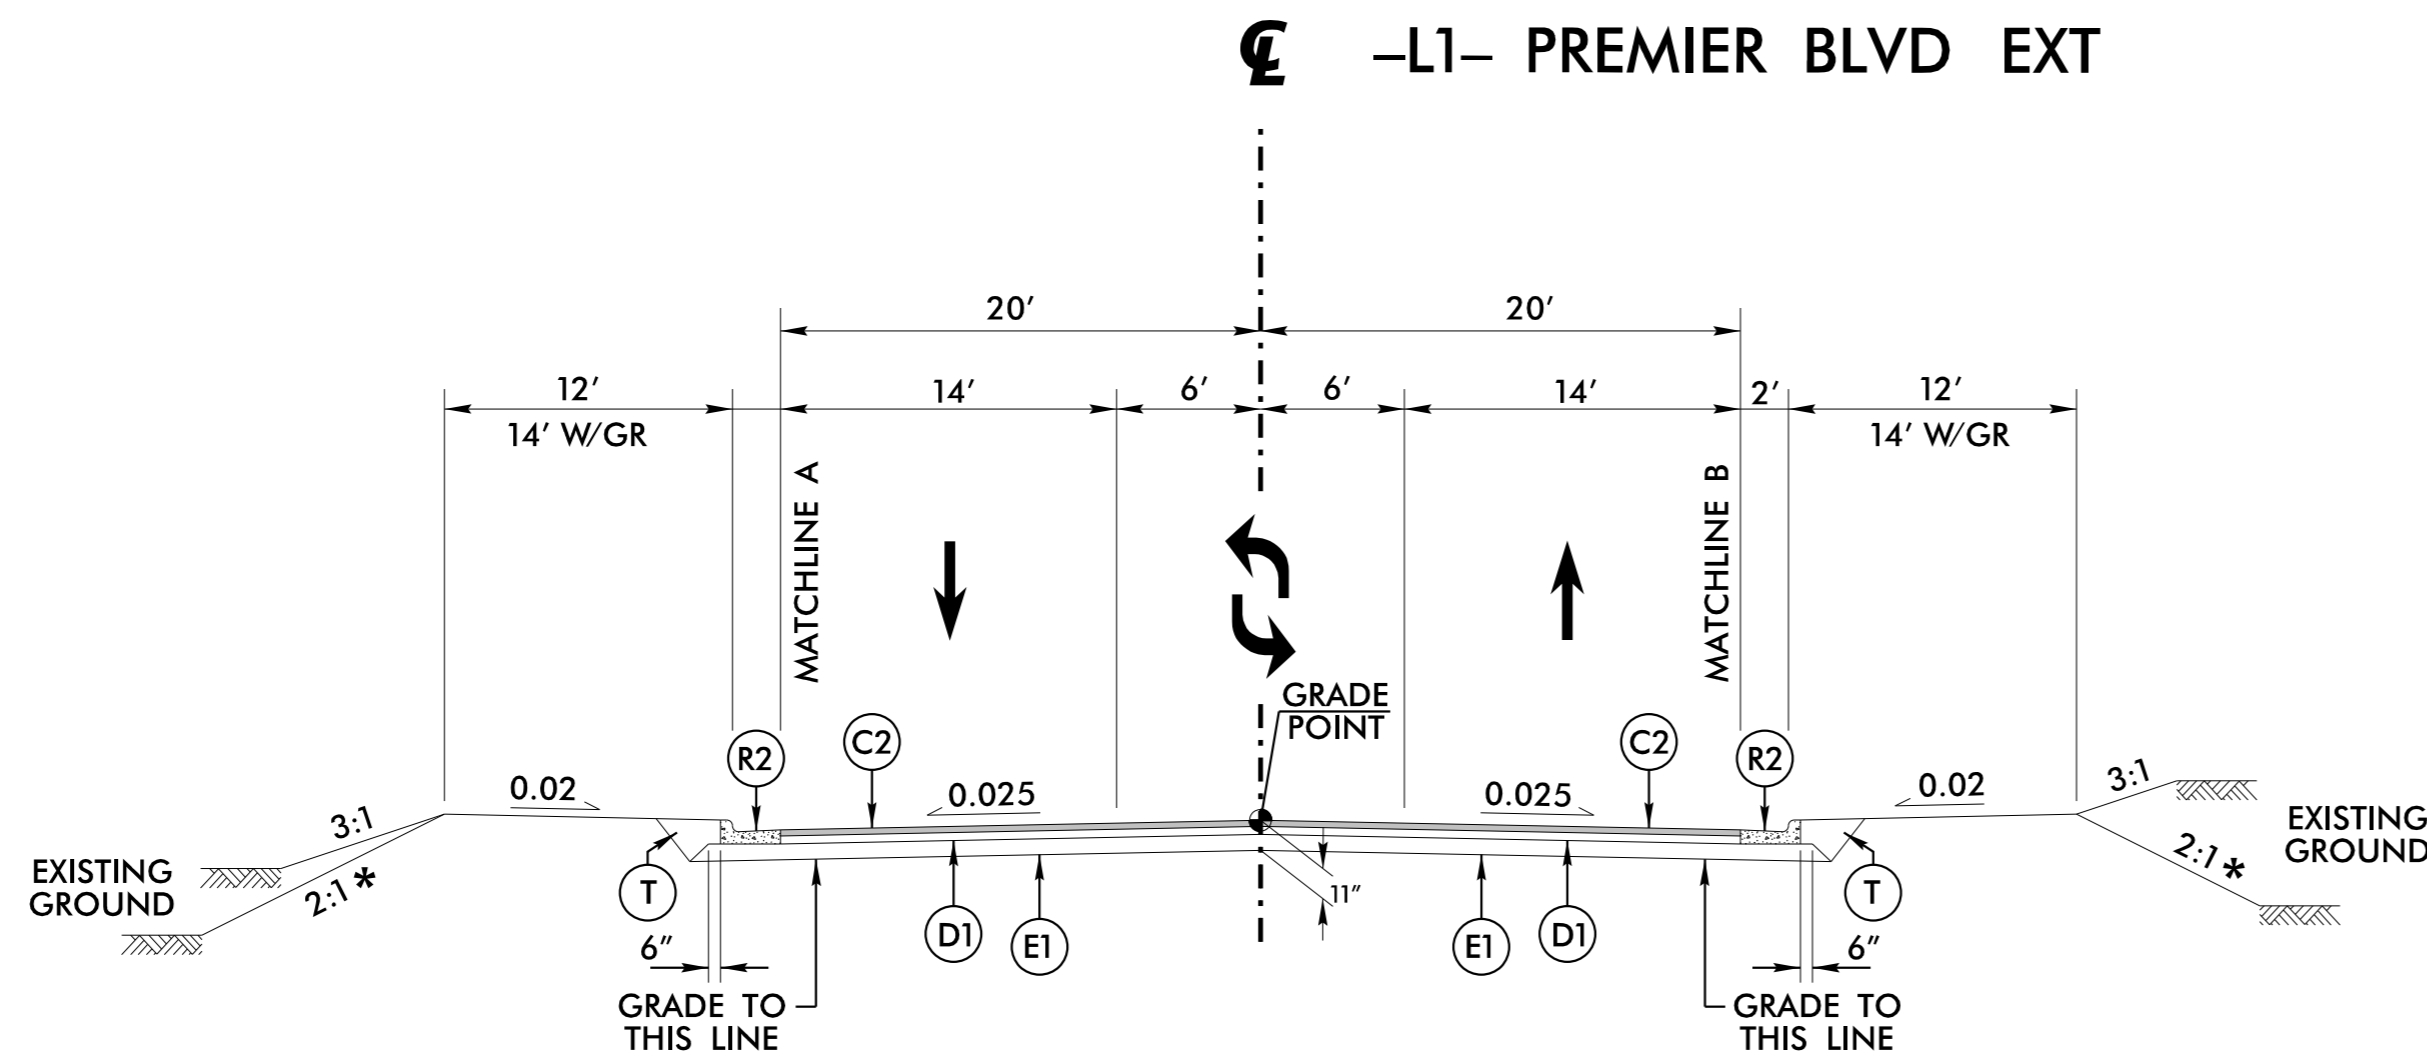 CL –L1– PREMIER BLVD EXT
20′ 20′
12′ 14′ 6′ 6′ 14′ 2′ 12′
14′ W/GR 14′ W/GR
MATCHLINE A
MATCHLINE B
GRADE
POINT
R2 C2 C2 R2
0.02 0.025 0.025 0.02
3:1 3:1
2:1 * 2:1 *
EXISTING
GROUND
EXISTING
GROUND
T D1 E1 11″ E1 D1 T
6″ 6″
GRADE TO
THIS LINE
GRADE TO
THIS LINE